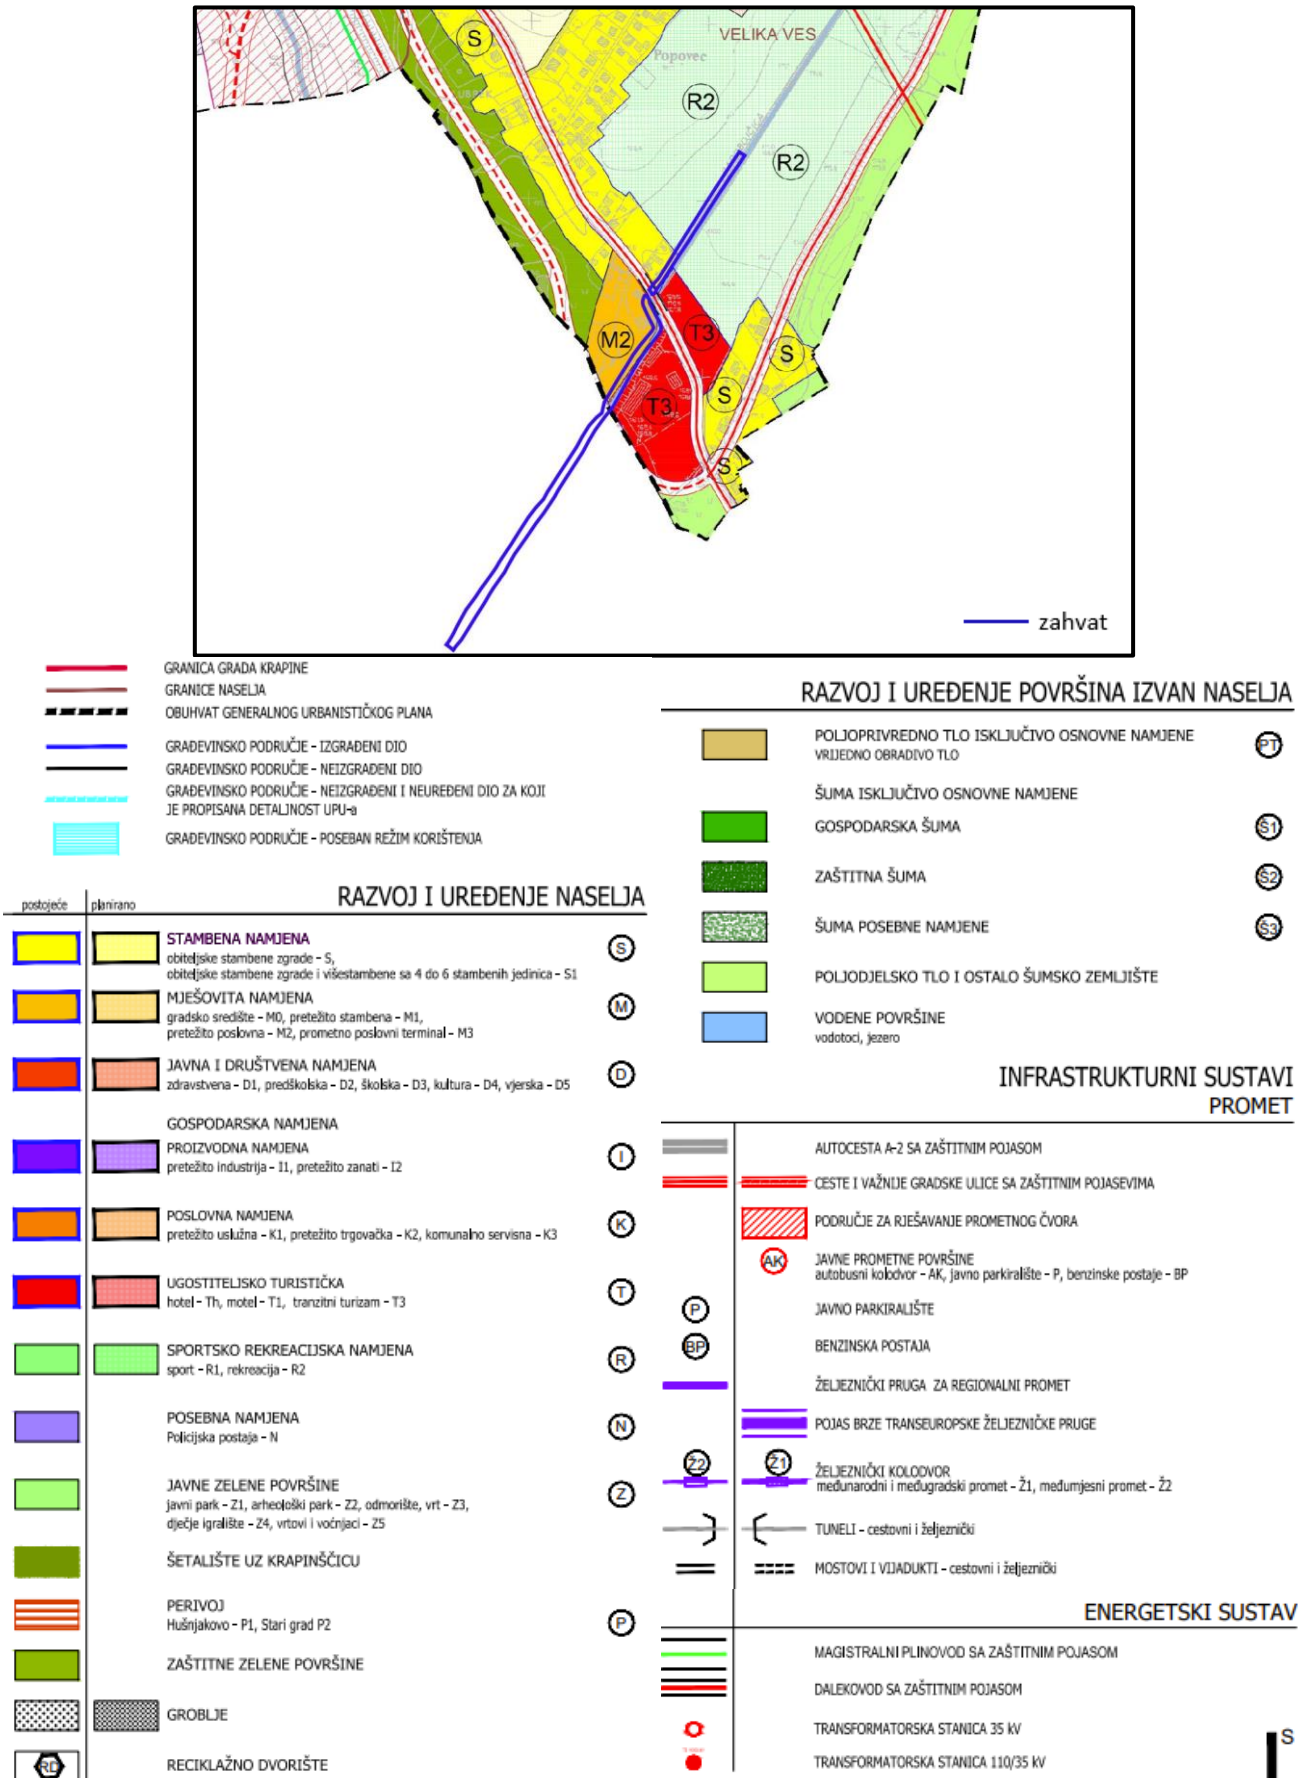 S
VELIKA VES
Popovec
R2
R2
M2
T3
S
T3
S
S
zahvat
GRANICA GRADA KRAPINE
GRANICE NASELJA
OBUHVAT GENERALNOG URBANISTIČKOG PLANA
GRAĐEVINSKO PODRUČJE - IZGRAĐENI DIO
GRAĐEVINSKO PODRUČJE - NEIZGRAĐENI DIO
GRAĐEVINSKO PODRUČJE - NEIZGRAĐENI I NEUREĐENI DIO ZA KOJI
JE PROPISANA DETALJNOST UPU-a
GRAĐEVINSKO PODRUČJE - POSEBAN REŽIM KORIŠTENJA
RAZVOJ I UREĐENJE NASELJA
postojeće planirano
STAMBENA NAMJENA
obiteljske stambene zgrade - S,
obiteljske stambene zgrade i višestambene sa 4 do 6 stambenih jedinica - S1
S
MJEŠOVITA NAMJENA
gradsko središte - M0, pretežito stambena - M1,
pretežito poslovna - M2, prometno poslovni terminal - M3
M
JAVNA I DRUŠTVENA NAMJENA
zdravstvena - D1, predškolska - D2, školska - D3, kultura - D4, vjerska - D5
D
GOSPODARSKA NAMJENA
PROIZVODNA NAMJENA
pretežito industrija - I1, pretežito zanati - I2
I
POSLOVNA NAMJENA
pretežito uslužna - K1, pretežito trgovačka - K2, komunalno servisna - K3
K
UGOSTITELJSKO TURISTIČKA
hotel - Th, motel - T1, tranzitni turizam - T3
T
SPORTSKO REKREACIJSKA NAMJENA
sport - R1, rekreacija - R2
R
POSEBNA NAMJENA
Policijska postaja - N
N
JAVNE ZELENE POVRŠINE
javni park - Z1, arheološki park - Z2, odmorište, vrt - Z3,
dječje igralište - Z4, vrtovi i voćnjaci - Z5
Z
ŠETALIŠTE UZ KRAPINŠČICU
PERIVOJ
Hušnjakovo - P1, Stari grad P2
P
ZAŠTITNE ZELENE POVRŠINE
GROBLJE
RD
RECIKLAŽNO DVORIŠTE
RAZVOJ I UREĐENJE POVRŠINA IZVAN NASELJA
POLJOPRIVREDNO TLO ISKLJUČIVO OSNOVNE NAMJENE
VRIJEDNO OBRADIVO TLO
PT
ŠUMA ISKLJUČIVO OSNOVNE NAMJENE
GOSPODARSKA ŠUMA
Š1
ZAŠTITNA ŠUMA
Š2
ŠUMA POSEBNE NAMJENE
Š3
POLJODJELSKO TLO I OSTALO ŠUMSKO ZEMLJIŠTE
VODENE POVRŠINE
vodotoci, jezero
INFRASTRUKTURNI SUSTAVI
PROMET
AUTOCESTA A-2 SA ZAŠTITNIM POJASOM
CESTE I VAŽNIJE GRADSKE ULICE SA ZAŠTITNIM POJASEVIMA
PODRUČJE ZA RJEŠAVANJE PROMETNOG ČVORA
AK
JAVNE PROMETNE POVRŠINE
autobusni kolodvor - AK, javno parkiralište - P, benzinske postaje - BP
P
JAVNO PARKIRALIŠTE
BP
BENZINSKA POSTAJA
ŽELJEZNIČKI PRUGA ZA REGIONALNI PROMET
POJAS BRZE TRANSEUROPSKE ŽELJEZNIČKE PRUGE
Ž2 Ž1
ŽELJEZNIČKI KOLODVOR
međunarodni i međugradski promet - Ž1, međumjesni promet - Ž2
TUNELI - cestovni i željeznički
MOSTOVI I VIJADUKTI - cestovni i željeznički
ENERGETSKI SUSTAV
MAGISTRALNI PLINOVOD SA ZAŠTITNIM POJASOM
DALEKOVOD SA ZAŠTITNIM POJASOM
TRANSFORMATORSKA STANICA 35 kV
TRANSFORMATORSKA STANICA 110/35 kV
S